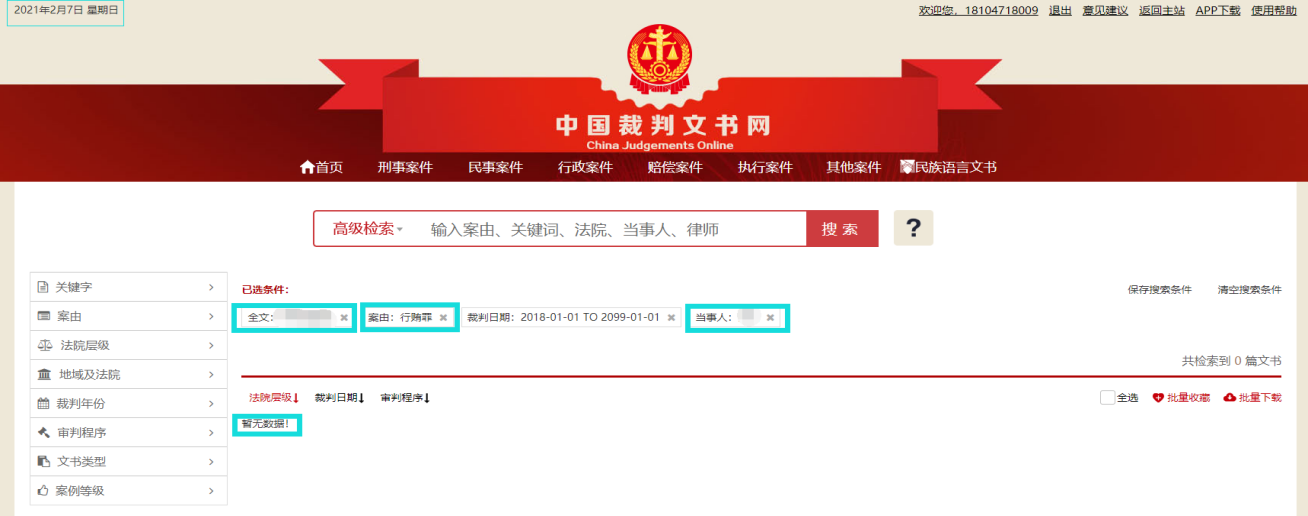 2021年2月7日 星期日
欢迎您，18104718009 退出 意见建议 返回主站 APP下载 使用帮助
中国裁判文书网
China Judgements Online
首页 刑事案件 民事案件 行政案件 赔偿案件 执行案件 其他案件 民族语言文书
高级检索 输入案由、关键词、法院、当事人、律师 搜索 ?
关键字
案由
法院层级
地域及法院
裁判年份
审判程序
文书类型
案例等级
已选条件： 保存搜索条件 清空搜索条件
全文： × 案由：行贿罪 × 裁判日期：2018-01-01 TO 2099-01-01 × 当事人： ×
共检索到 0 篇文书
法院层级↓ 裁判日期↓ 审判程序↓ 全选 批量收藏 批量下载
暂无数据！